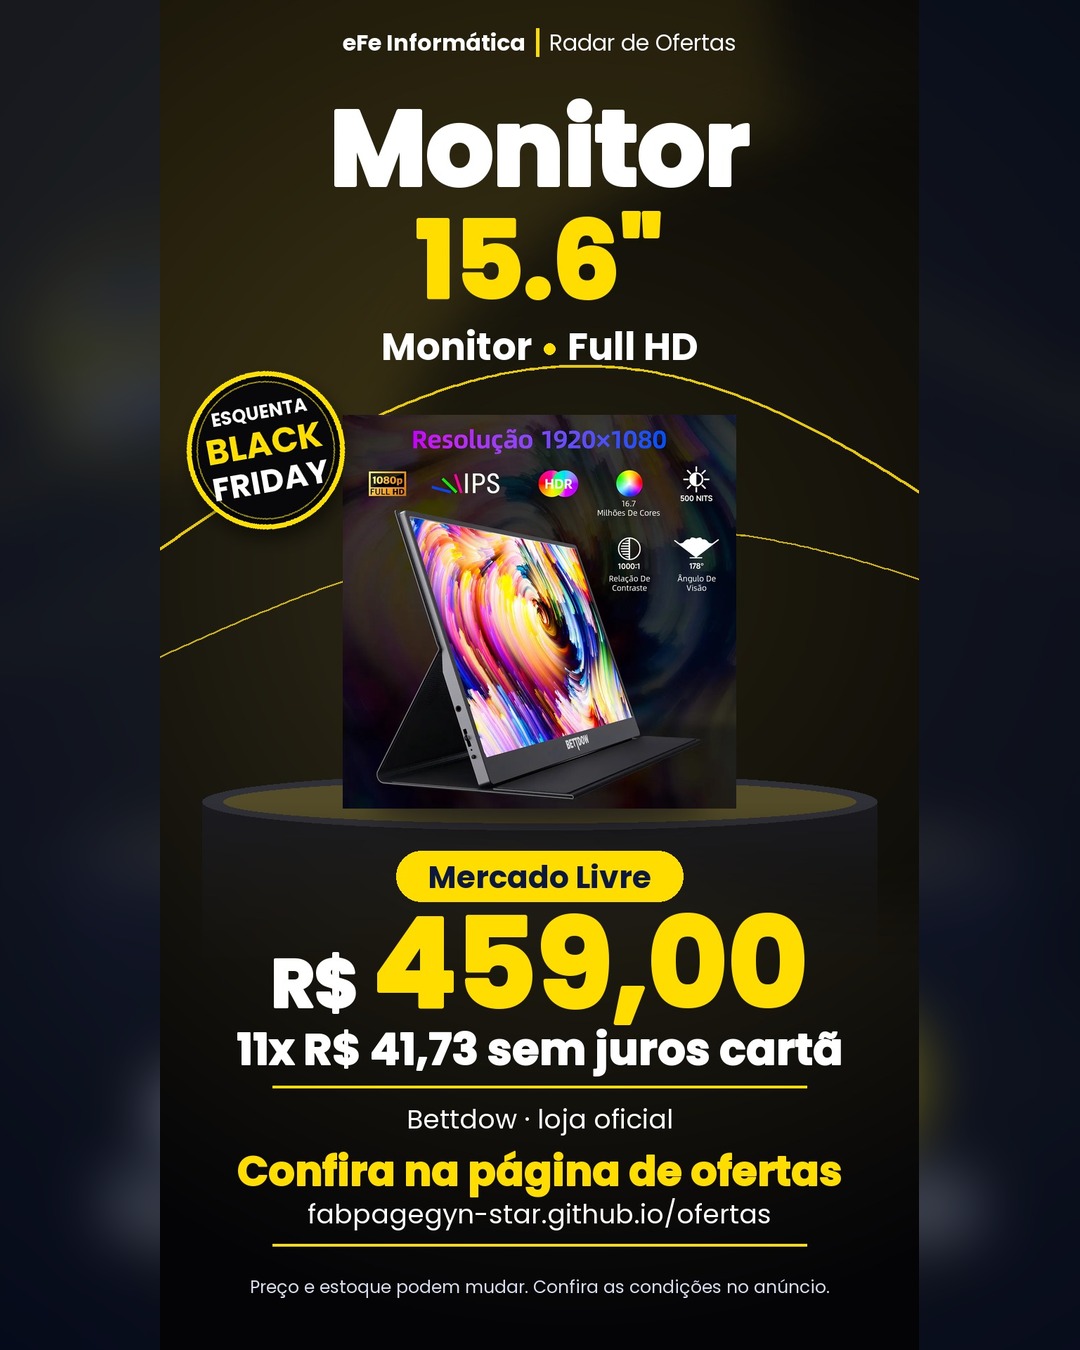 eFe Informática | Radar de Ofertas
Monitor
15.6"
Monitor • Full HD
ESQUENTA
BLACK
FRIDAY
Resolução 1920×1080
1080p
FULL HD
IPS
HDR
16.7
Milhões De Cores
500 NITS
1000:1
Relação De
Contraste
178°
Ângulo De
Visão
BETTDOW
Mercado Livre
R$ 459,00
11x R$ 41,73 sem juros cartã
Bettdow · loja oficial
Confira na página de ofertas
fabpagegyn-star.github.io/ofertas
Preço e estoque podem mudar. Confira as condições no anúncio.